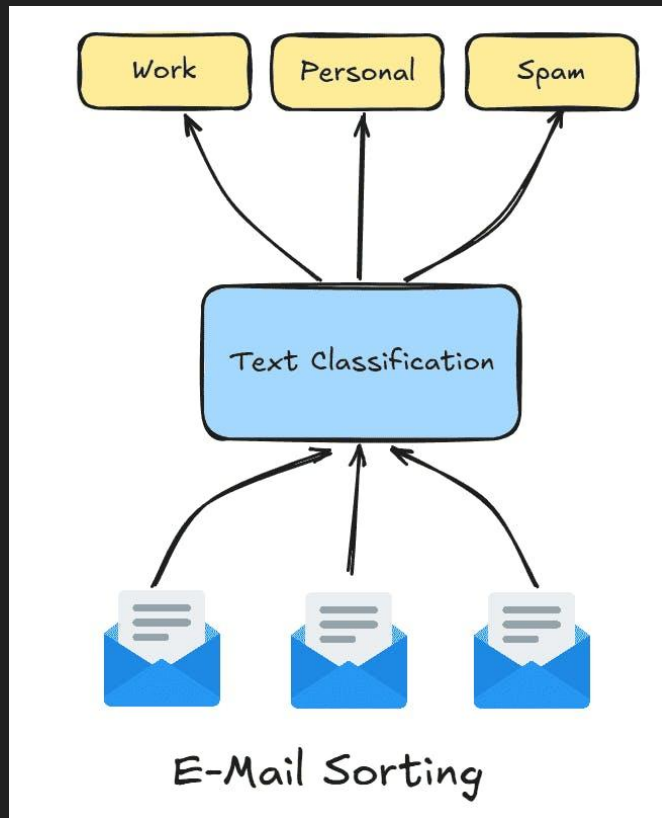 Work
Personal
Spam
Text Classification
E-Mail Sorting